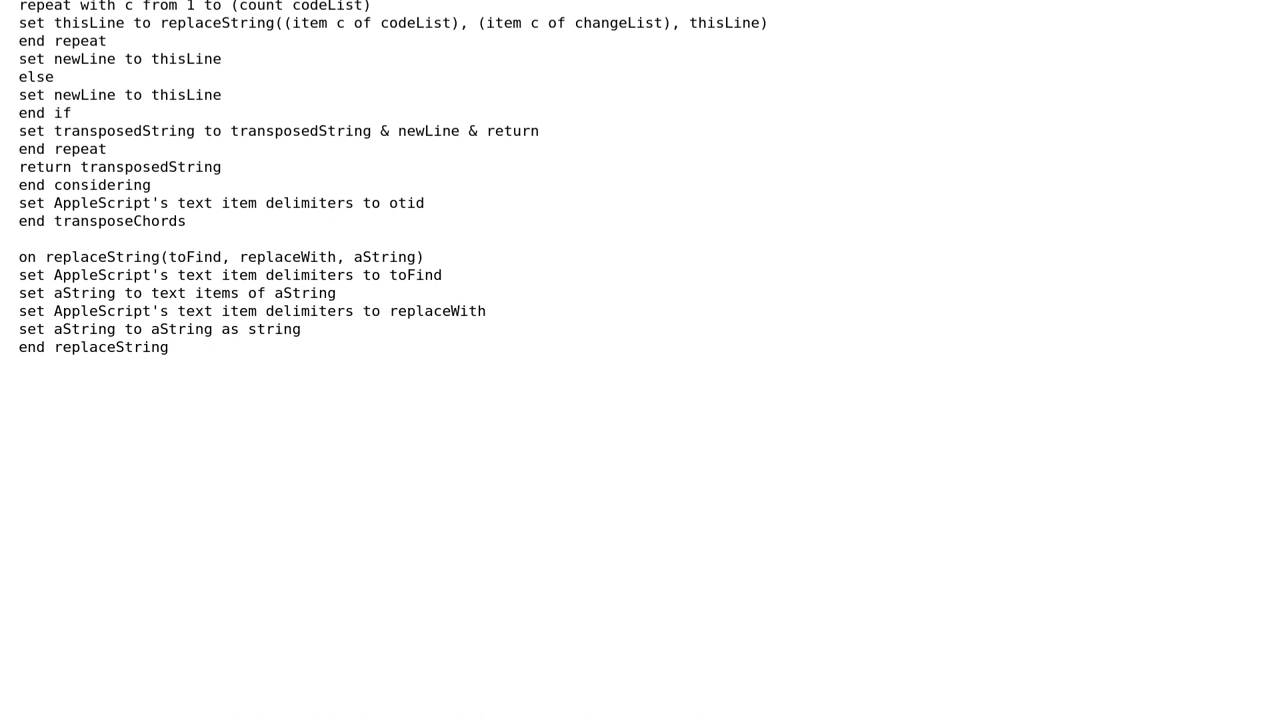 repeat with c from 1 to (count codeList)
set thisLine to replaceString((item c of codeList), (item c of changeList), thisLine)
end repeat
set newLine to thisLine
else
set newLine to thisLine
end if
set transposedString to transposedString & newLine & return
end repeat
return transposedString
end considering
set AppleScript's text item delimiters to otid
end transposeChords

on replaceString(toFind, replaceWith, aString)
set AppleScript's text item delimiters to toFind
set aString to text items of aString
set AppleScript's text item delimiters to replaceWith
set aString to aString as string
end replaceString